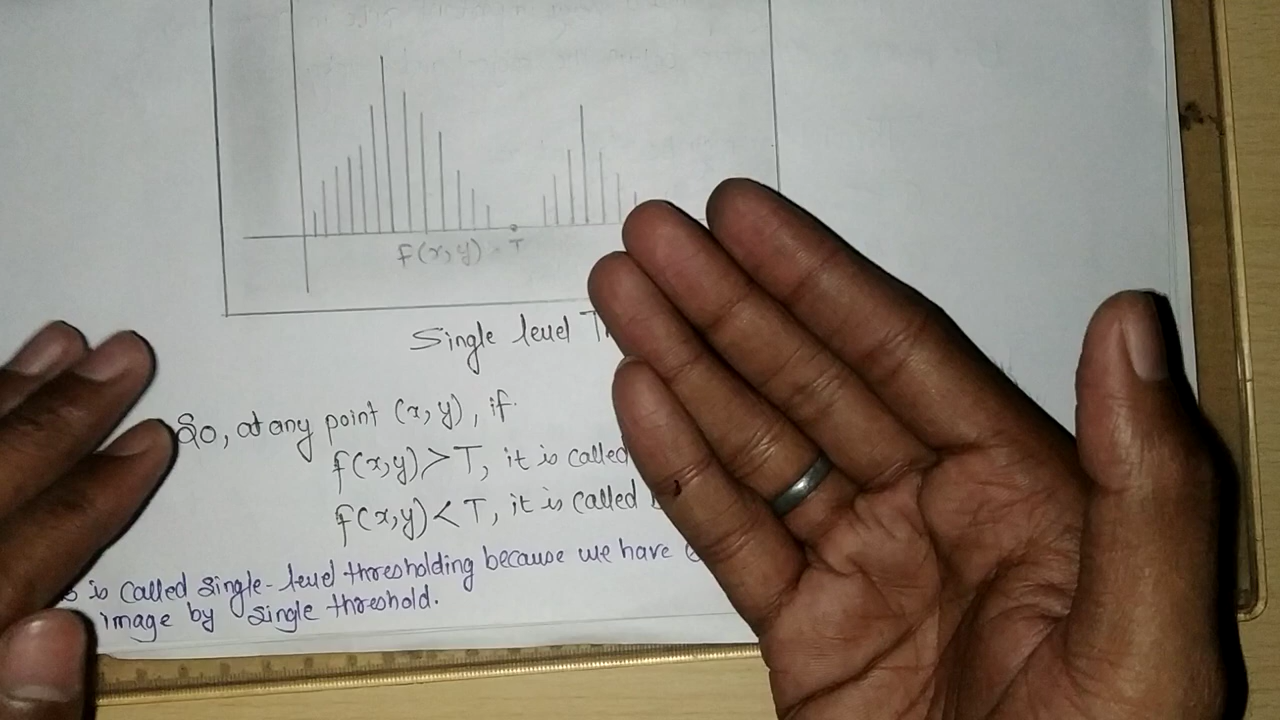 f(x,y) T
Single level
So, at any point (x, y), if
f(x,y) > T, it is called
f(x,y) < T, it is called
is called single-level thresholding because we have
image by single threshold.